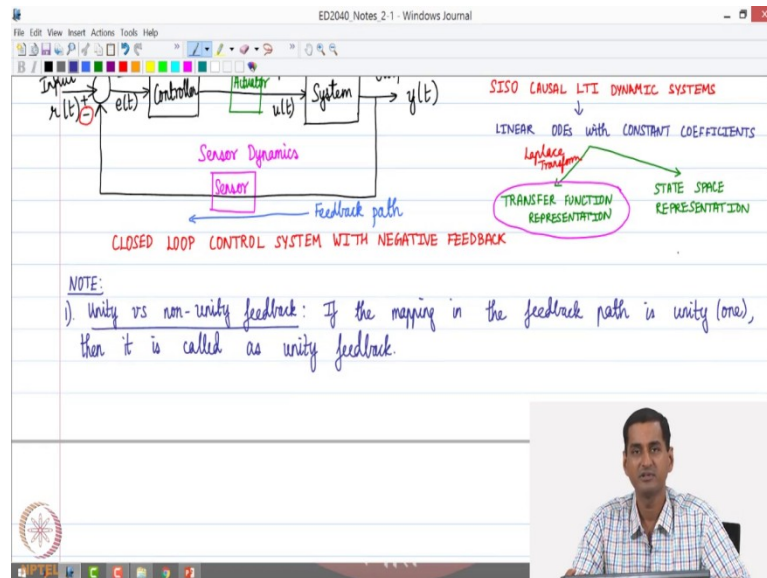 ED2040_Notes_2-1 - Windows Journal
File Edit View Insert Actions Tools Help
Input
r(t) + − e(t) Controller Actuator u(t) System y(t)
Sensor Dynamics
Sensor
Feedback path
CLOSED LOOP CONTROL SYSTEM WITH NEGATIVE FEEDBACK
SISO CAUSAL LTI DYNAMIC SYSTEMS
↓
LINEAR ODEs with CONSTANT COEFFICIENTS
Laplace
Transform
TRANSFER FUNCTION
REPRESENTATION
STATE SPACE
REPRESENTATION
NOTE:
1). Unity vs non-unity feedback: If the mapping in the feedback path is unity (one),
then it is called as unity feedback.
NPTEL